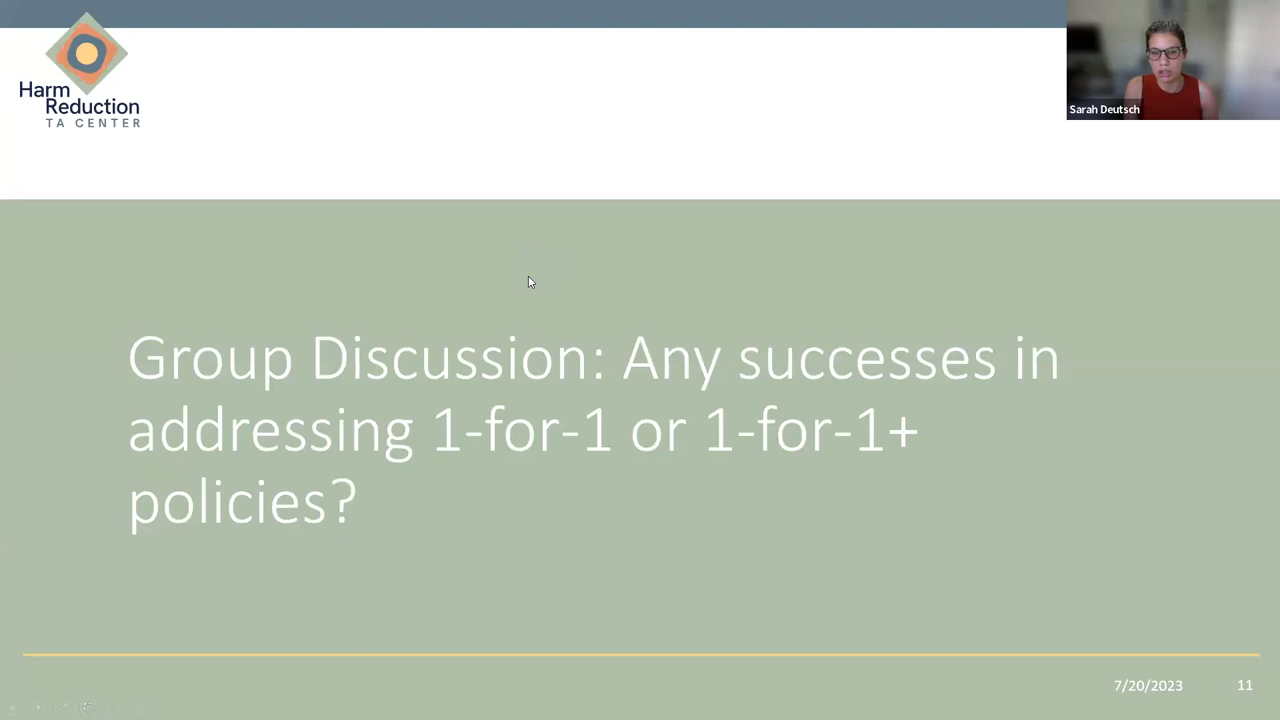 Harm
Reduction
TA CENTER
Sarah Deutsch
Group Discussion: Any successes in
addressing 1-for-1 or 1-for-1+
policies?
7/20/2023
11